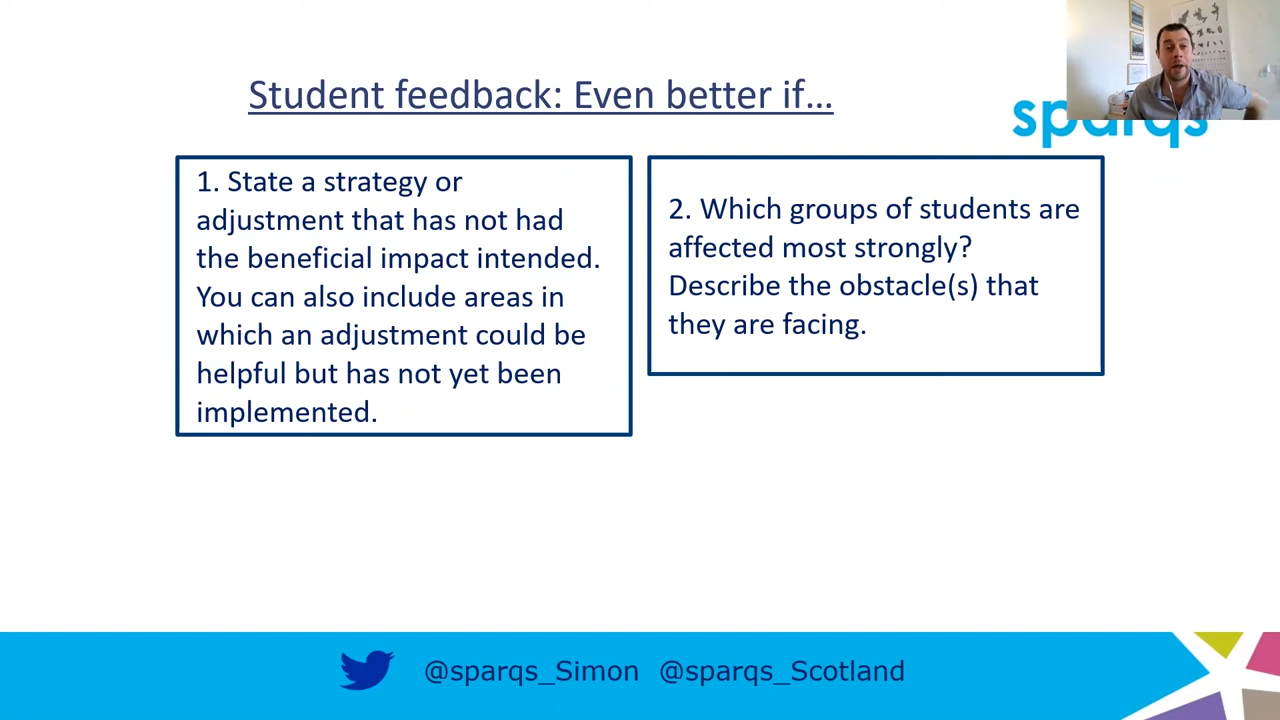 Student feedback: Even better if…
sparqs
1. State a strategy or
adjustment that has not had
the beneficial impact intended.
You can also include areas in
which an adjustment could be
helpful but has not yet been
implemented.
2. Which groups of students are
affected most strongly?
Describe the obstacle(s) that
they are facing.
@sparqs_Simon @sparqs_Scotland